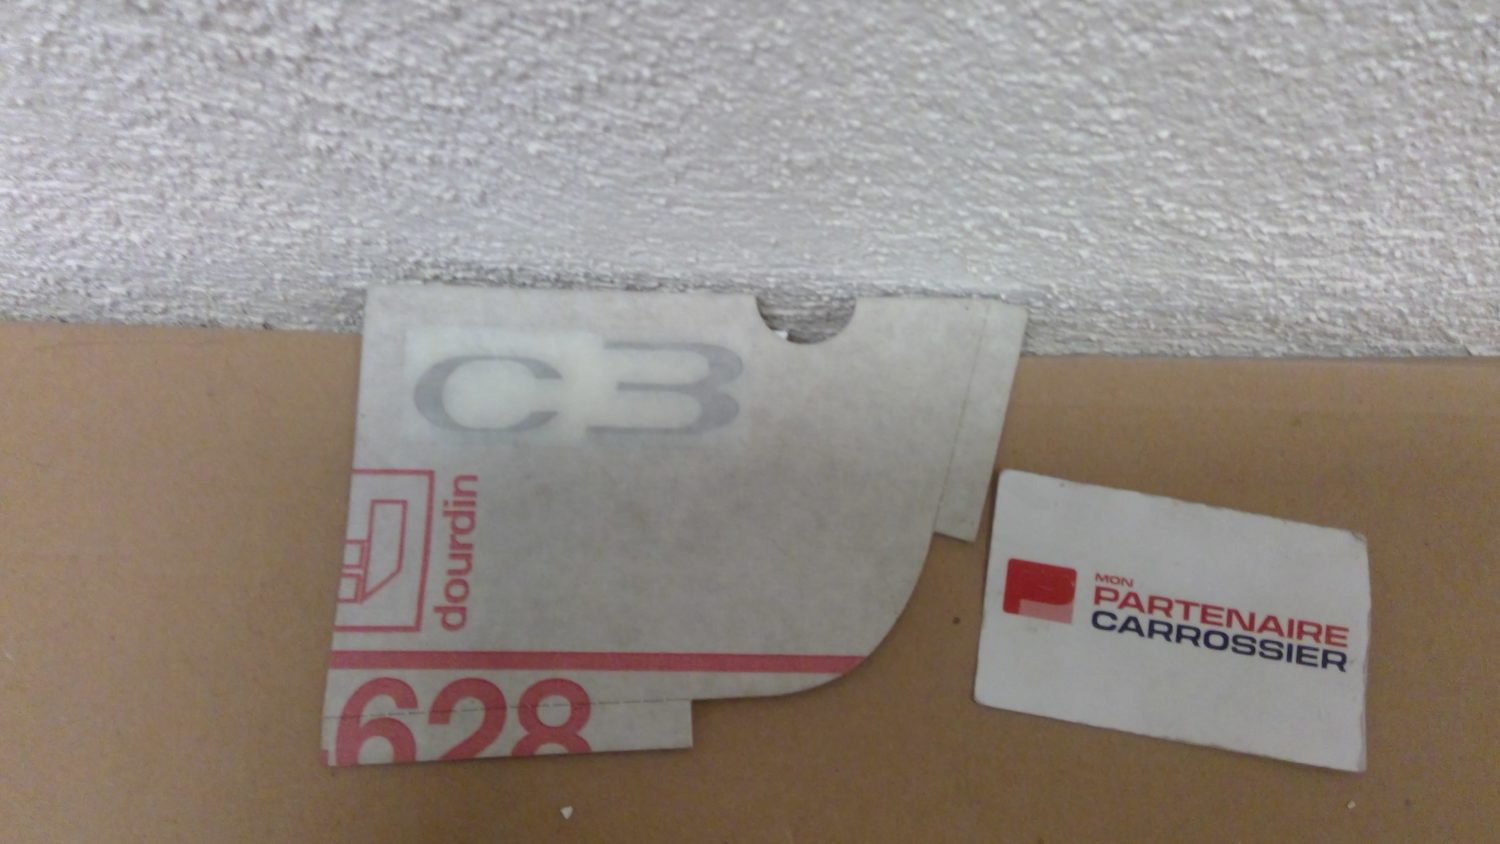 C3
dourdin
628
MON
PARTENAIRE
CARROSSIER